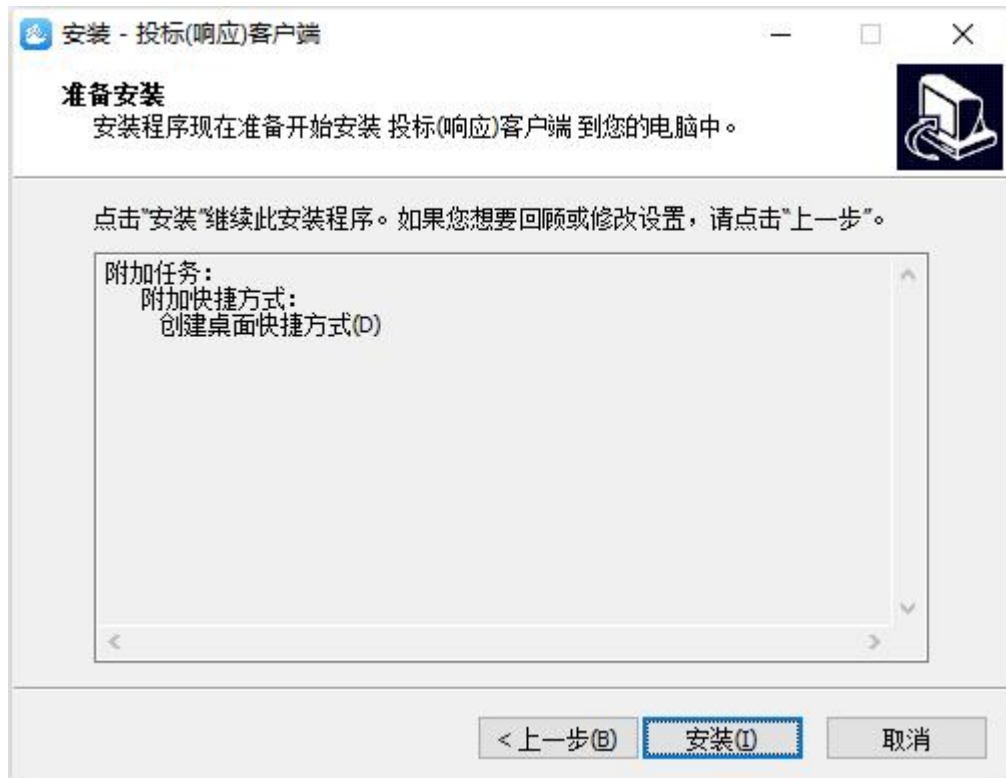 安装 - 投标(响应)客户端
准备安装
安装程序现在准备开始安装 投标(响应)客户端 到您的电脑中。
点击"安装"继续此安装程序。如果您想要回顾或修改设置，请点击"上一步"。
附加任务:
附加快捷方式:
创建桌面快捷方式(D)
<上一步(B) 安装(I) 取消